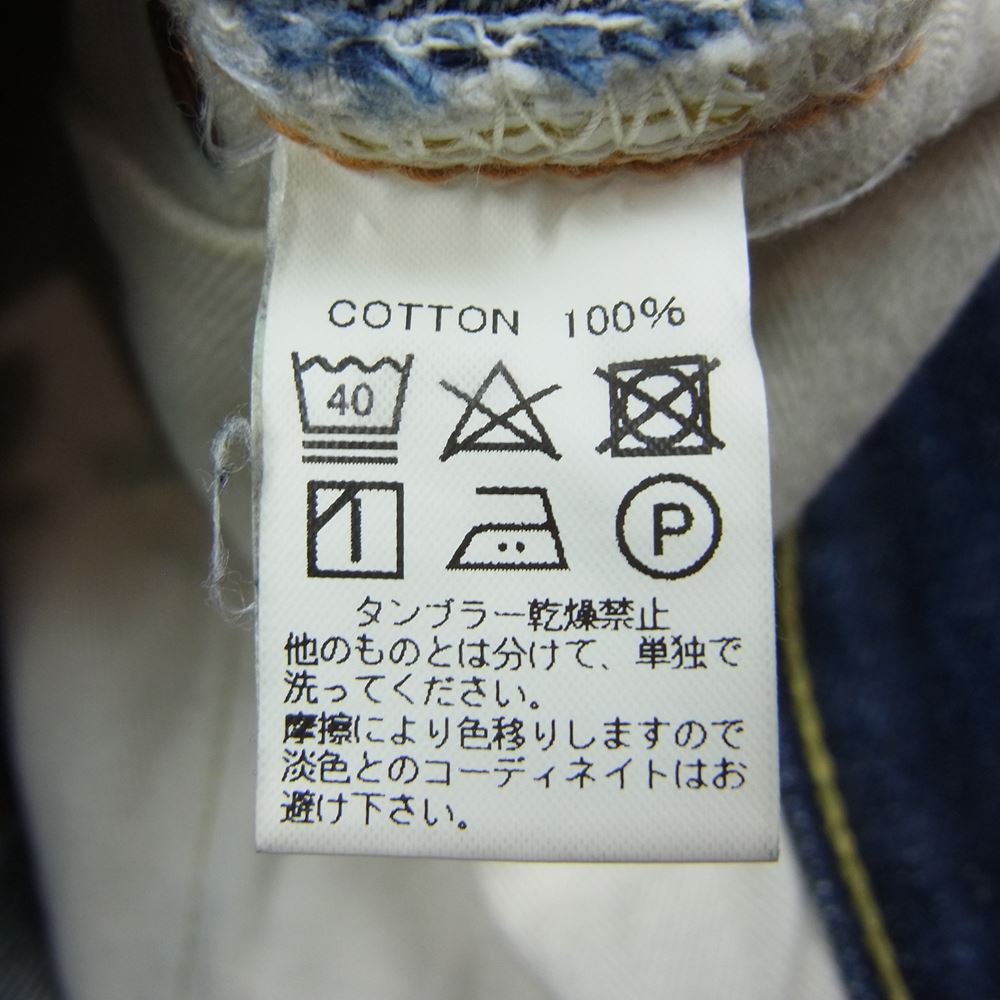 COTTON 100%
40
P
タンブラー乾燥禁止
他のものとは分けて、単独で
洗ってください。
摩擦により色移りしますので
淡色とのコーディネイトはお
避け下さい。